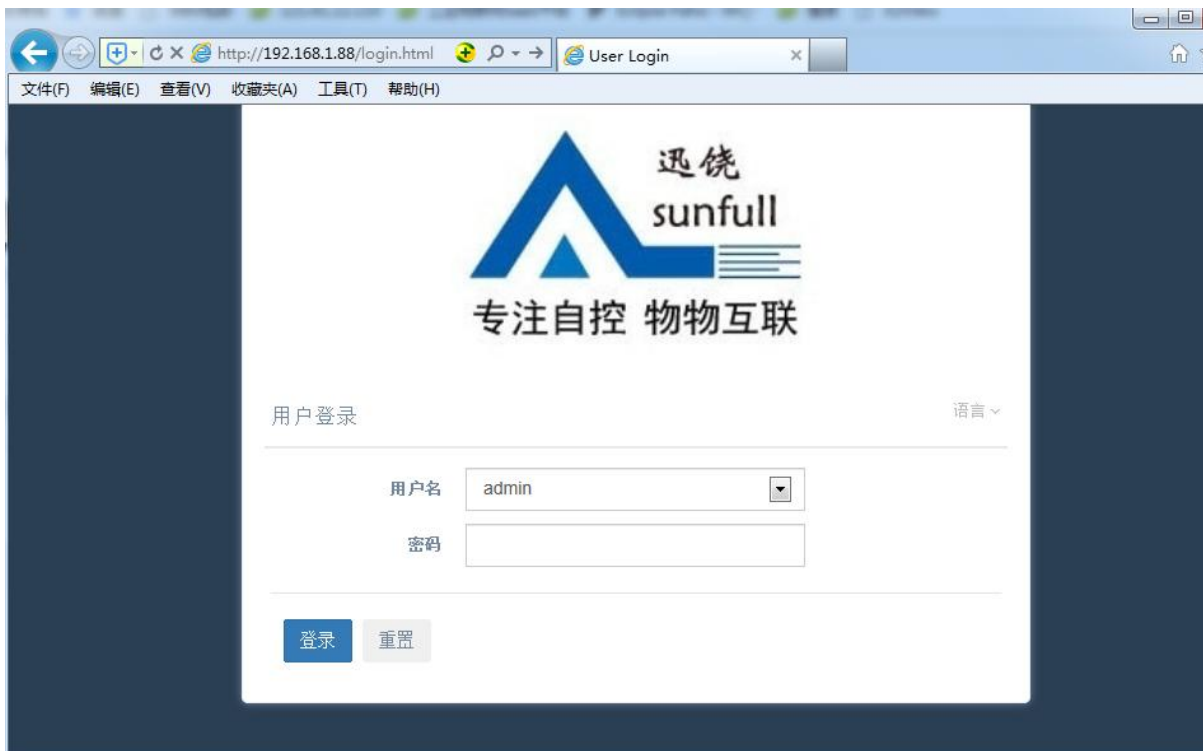 http://192.168.1.88/login.html
User Login
文件(F) 编辑(E) 查看(V) 收藏夹(A) 工具(T) 帮助(H)
迅饶
sunfull
专注自控 物物互联
用户登录 语言
用户名 admin
密码
登录 重置